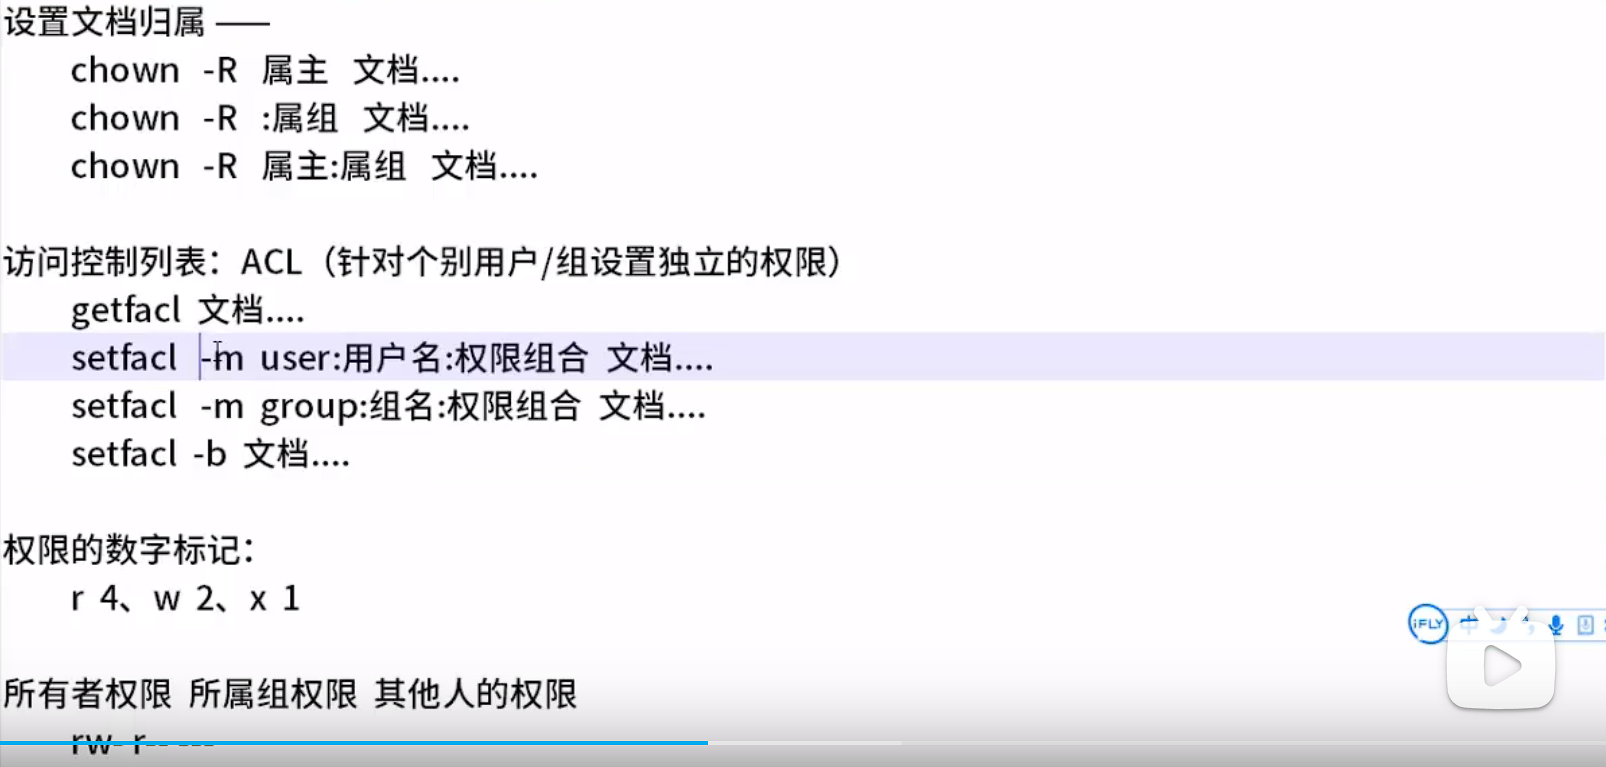 设置文档归属 ——
chown -R 属主 文档....
chown -R :属组 文档....
chown -R 属主:属组 文档....
访问控制列表：ACL（针对个别用户/组设置独立的权限）
getfacl 文档....
setfacl -m user:用户名:权限组合 文档....
setfacl -m group:组名:权限组合 文档....
setfacl -b 文档....
权限的数字标记：
r 4、w 2、x 1
iFLY 中
所有者权限 所属组权限 其他人的权限
rw- r-- ---